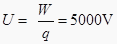 U = W/q = 5000V